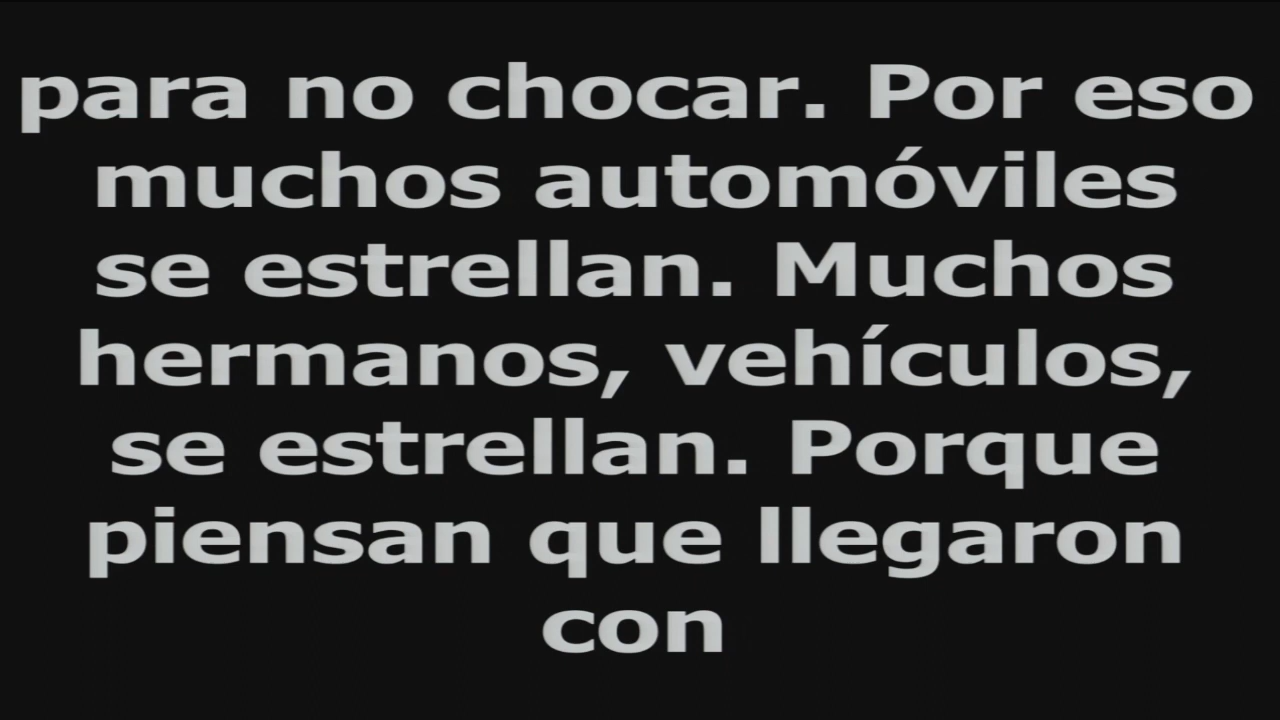 para no chocar. Por eso
muchos automóviles
se estrellan. Muchos
hermanos, vehículos,
se estrellan. Porque
piensan que llegaron
con